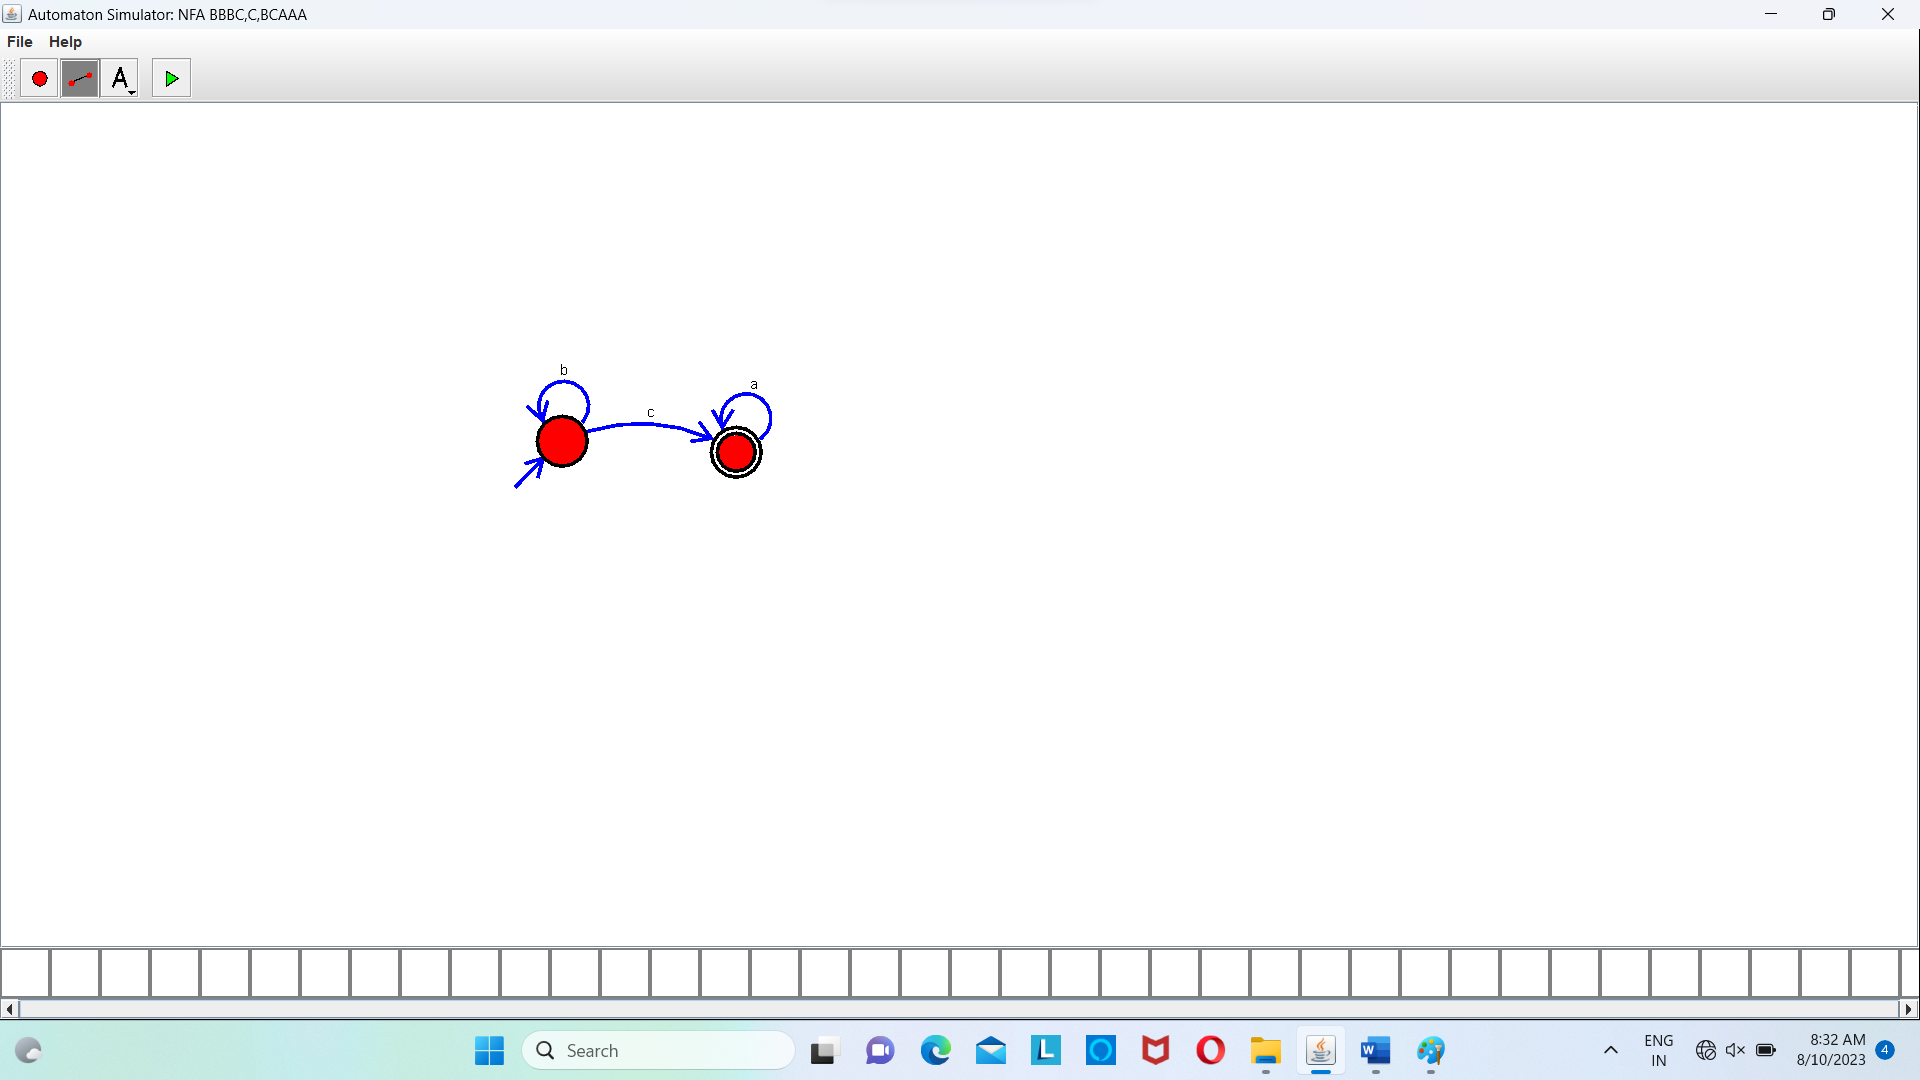 Automaton Simulator: NFA BBBC,C,BCAAA
File Help
A
b
a
c
Search
L
W
ENG
IN
8:32 AM
8/10/2023
4